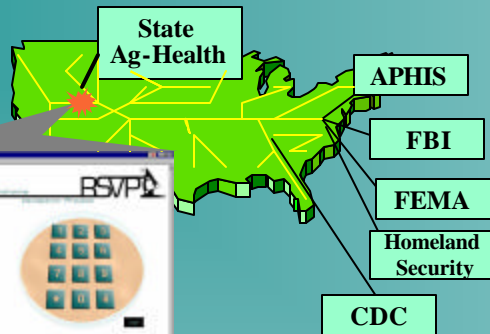 State
Ag-Health
APHIS
FBI
RSVP
FEMA
Homeland
Security
CDC